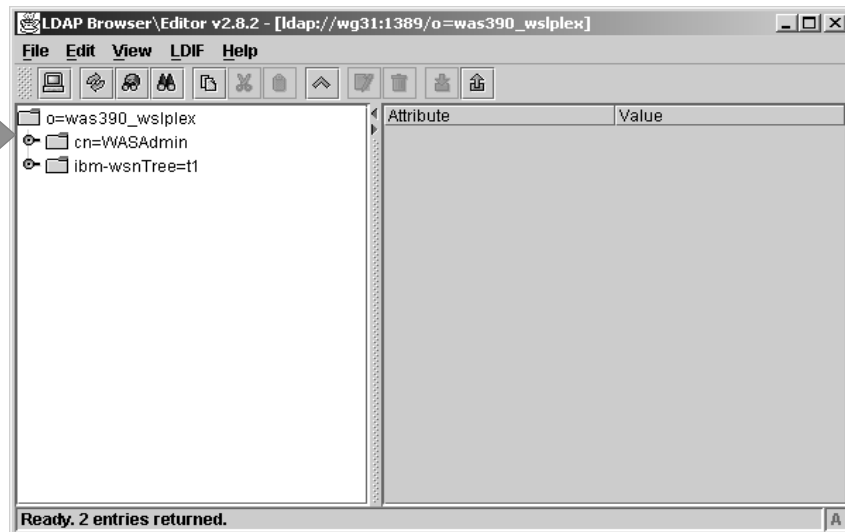 LDAP Browser\Editor v2.8.2 - [ldap://wg31:1389/o=was390_wslplex]
File Edit View LDIF Help
o=was390_wslplex
cn=WASAdmin
ibm-wsnTree=t1
Attribute Value
Ready. 2 entries returned.
A